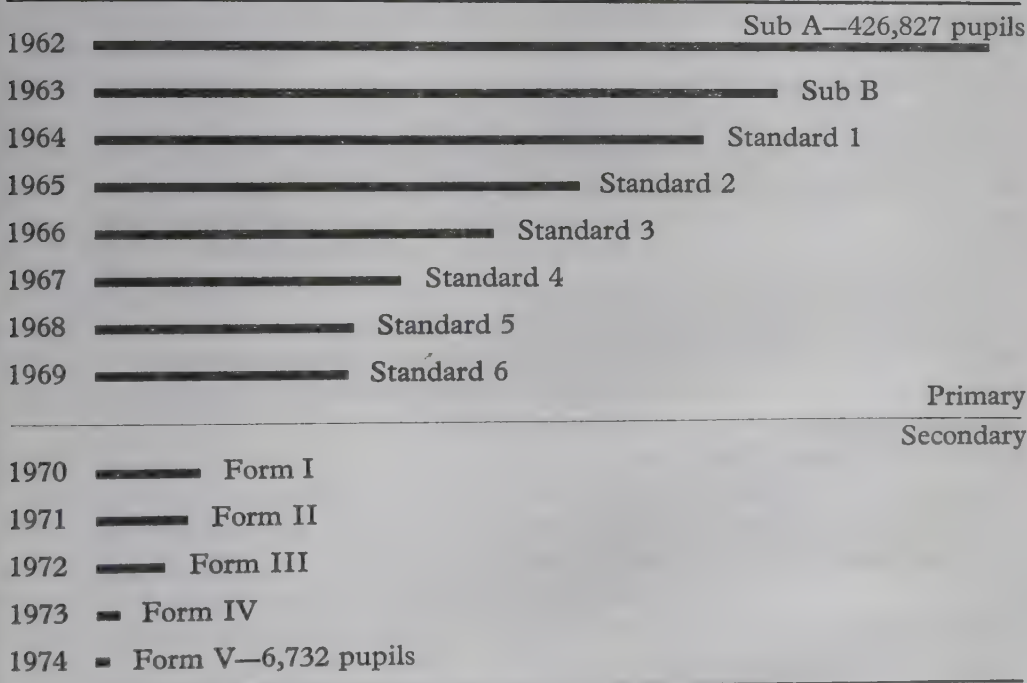 Sub A—426,827 pupils
1962
1963 Sub B
1964 Standard 1
1965 Standard 2
1966 Standard 3
1967 Standard 4
1968 Standard 5
1969 Standard 6
Primary
Secondary
1970 Form I
1971 Form II
1972 Form III
1973 Form IV
1974 Form V—6,732 pupils